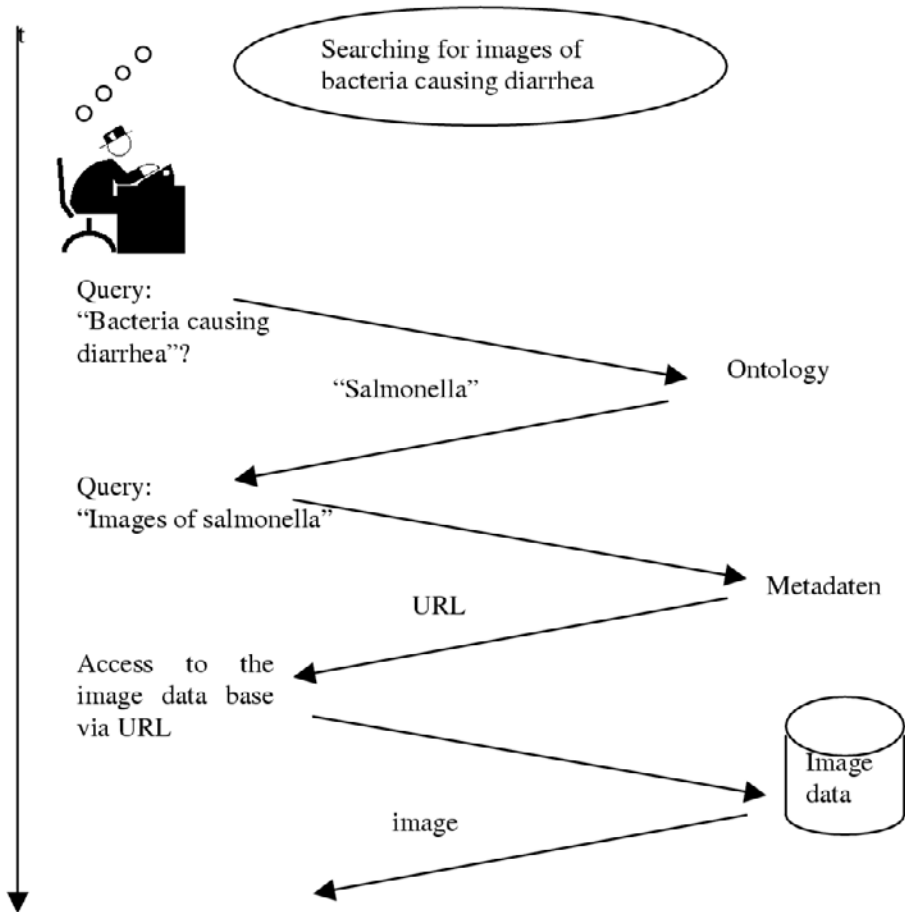 t
Searching for images of
bacteria causing diarrhea
Query:
“Bacteria causing
diarrhea”?
Ontology
“Salmonella”
Query:
“Images of salmonella”
Metadaten
URL
Access to the
image data base
via URL
Image
data
image